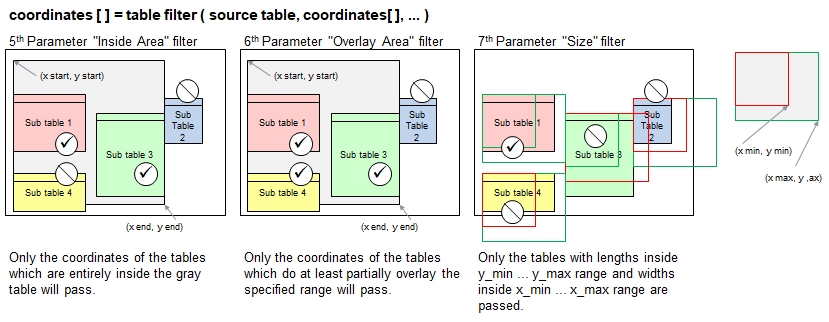 coordinates [ ] = table filter ( source table, coordinates[], ... )
5th Parameter "Inside Area" filter
(x start, y start)
Sub table 1
Sub
Table
2
Sub table 3
Sub table 4
(x end, y end)
Only the coordinates of the tables
which are entirely inside the gray
table will pass.
6th Parameter "Overlay Area" filter
(x start, y start)
Sub table 1
Sub
Table
2
Sub table 3
Sub table 4
(x end, y end)
Only the coordinates of the tables
which do at least partially overlay the
specified range will pass.
7th Parameter "Size" filter
Sub table 1
Sub
Table
2
Sub table 3
Sub table 4
(x min, y min)
(x max, y ,ax)
Only the tables with lengths inside
y_min ... y_max range and widths
inside x_min ... x_max range are
passed.